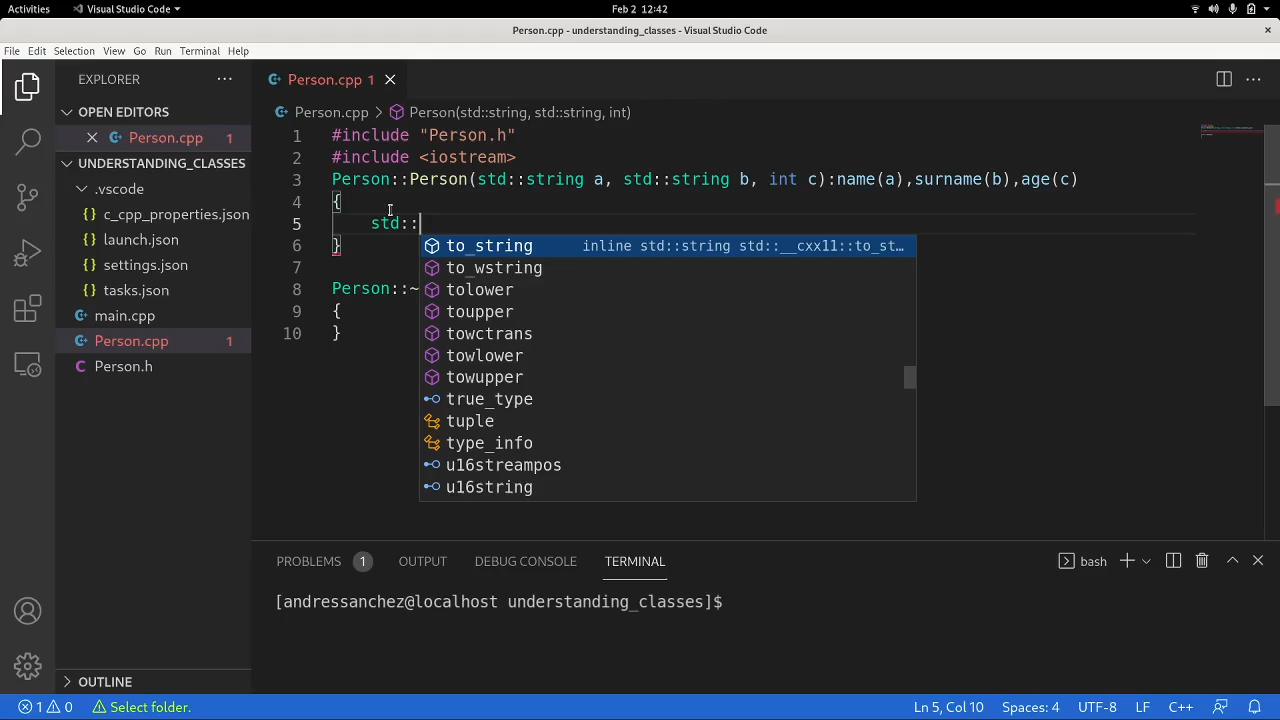 Activities
Visual Studio Code
Feb 2 12:42
Person.cpp - understanding_classes - Visual Studio Code
File Edit Selection View Go Run Terminal Help
EXPLORER
OPEN EDITORS
Person.cpp 1
UNDERSTANDING_CLASSES
.vscode
c_cpp_properties.json
launch.json
settings.json
tasks.json
main.cpp
Person.cpp 1
Person.h
OUTLINE
Person.cpp 1
Person.cpp > Person(std::string, std::string, int)
1 #include "Person.h"
2 #include <iostream>
3 Person::Person(std::string a, std::string b, int c):name(a),surname(b),age(c)
4 {
5 std::
6 }
7
8 Person::~
9 {
10 }
to_string inline std::string std::__cxx11::to_st…
to_wstring
tolower
toupper
towctrans
towlower
towupper
true_type
tuple
type_info
u16streampos
u16string
PROBLEMS 1 OUTPUT DEBUG CONSOLE TERMINAL
bash
[andressanchez@localhost understanding_classes]$
1 0 Select folder.
Ln 5, Col 10 Spaces: 4 UTF-8 LF C++